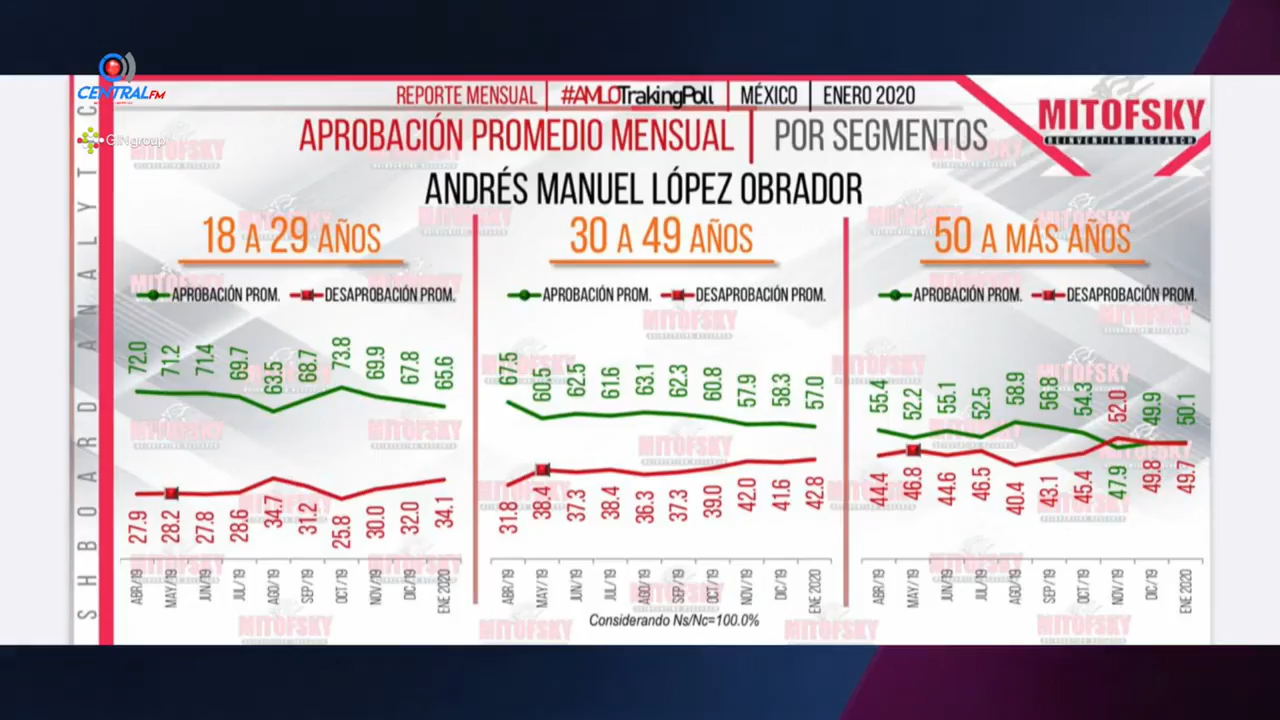 CENTRALFM
GINgroup
REPORTE MENSUAL #AMLOTrakingPoll MÉXICO ENERO 2020
APROBACIÓN PROMEDIO MENSUAL POR SEGMENTOS
MITOFSKY
REINVENTING RESEARCH
ANDRÉS MANUEL LÓPEZ OBRADOR
SHBOARD ANALYTC
18 A 29 AÑOS
APROBACIÓN PROM. DESAPROBACIÓN PROM.
72.0 71.2 71.4 69.7 63.5 68.7 73.8 69.9 67.8 65.6
27.9 28.2 27.8 28.6 34.7 31.2 25.8 30.0 32.0 34.1
ABR/19 MAY/19 JUN/19 JUL/19 AGO/19 SEP/19 OCT/19 NOV/19 DIC/19 ENE 2020
30 A 49 AÑOS
APROBACIÓN PROM. DESAPROBACIÓN PROM.
67.5 60.5 62.5 61.6 63.1 62.3 60.8 57.9 58.3 57.0
31.8 38.4 37.3 38.4 36.3 37.3 39.0 42.0 41.6 42.8
ABR/19 MAY/19 JUN/19 JUL/19 AGO/19 SEP/19 OCT/19 NOV/19 DIC/19 ENE 2020
50 A MÁS AÑOS
APROBACIÓN PROM. DESAPROBACIÓN PROM.
55.4 52.2 55.1 52.5 58.9 56.8 54.3 52.0 49.9 50.1
44.4 46.8 44.6 46.5 40.4 43.1 45.4 47.9 49.8 49.7
ABR/19 MAY/19 JUN/19 JUL/19 AGO/19 SEP/19 OCT/19 NOV/19 DIC/19 ENE 2020
Considerando Ns/Nc=100.0%